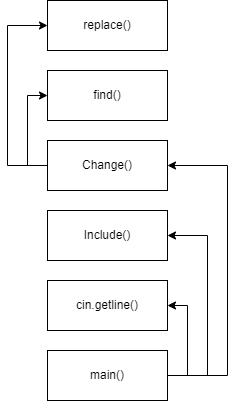 replace()
find()
Change()
Include()
cin.getline()
main()